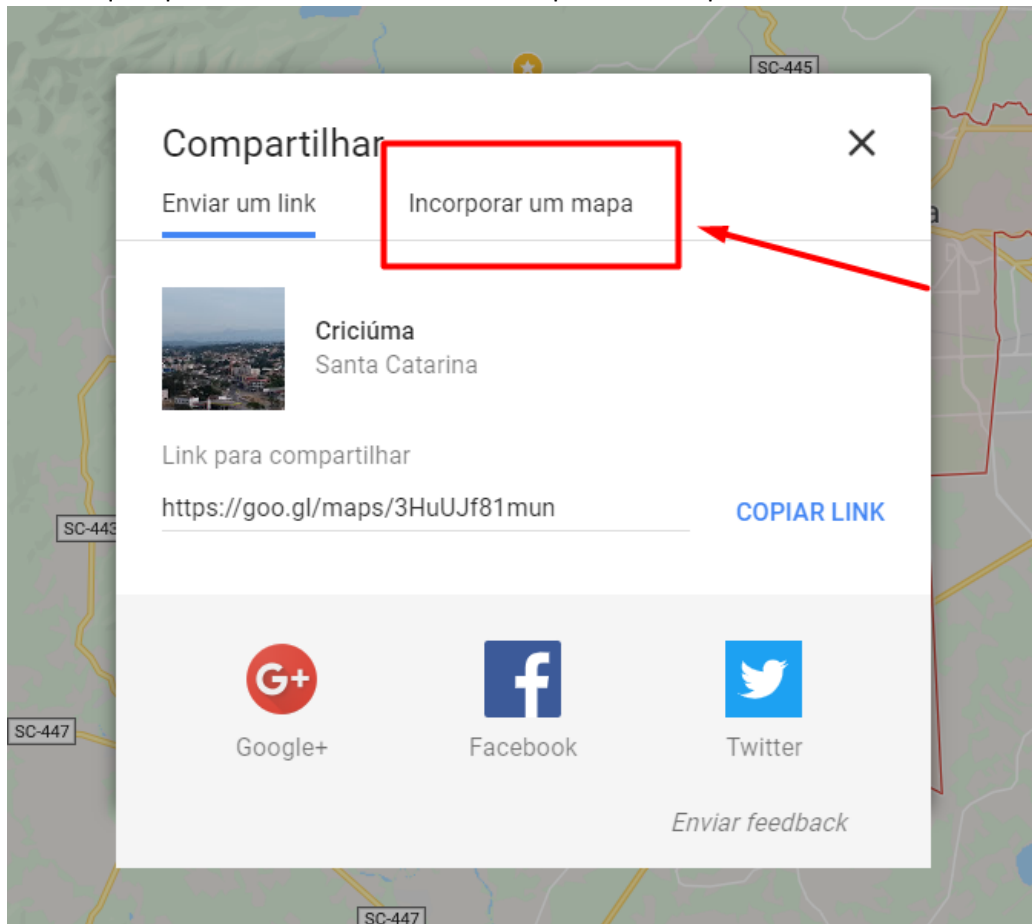 SC-445
Compartilhar
Enviar um link
Incorporar um mapa
a
Criciúma
Santa Catarina
Link para compartilhar
https://goo.gl/maps/3HuUJf81mun
COPIAR LINK
SC-443
G+
f
Google+
Facebook
Twitter
SC-447
Enviar feedback
SC-447